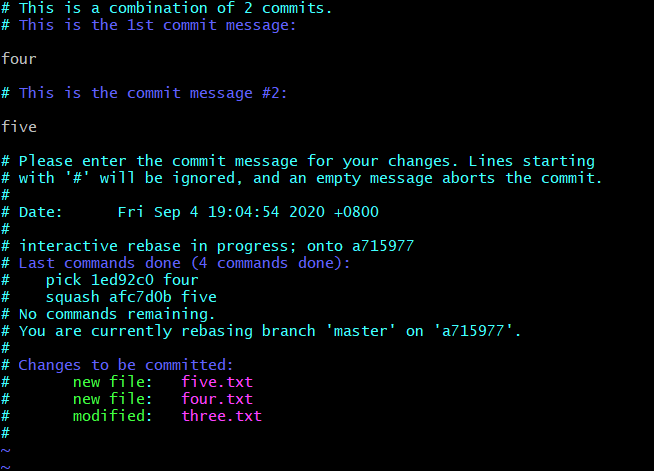 # This is a combination of 2 commits.
# This is the 1st commit message:
four
# This is the commit message #2:
five
# Please enter the commit message for your changes. Lines starting
# with '#' will be ignored, and an empty message aborts the commit.
#
# Date:      Fri Sep 4 19:04:54 2020 +0800
#
# interactive rebase in progress; onto a715977
# Last commands done (4 commands done):
#    pick 1ed92c0 four
#    squash afc7d0b five
# No commands remaining.
# You are currently rebasing branch 'master' on 'a715977'.
#
# Changes to be committed:
#       new file:   five.txt
#       new file:   four.txt
#       modified:   three.txt
#
~
~